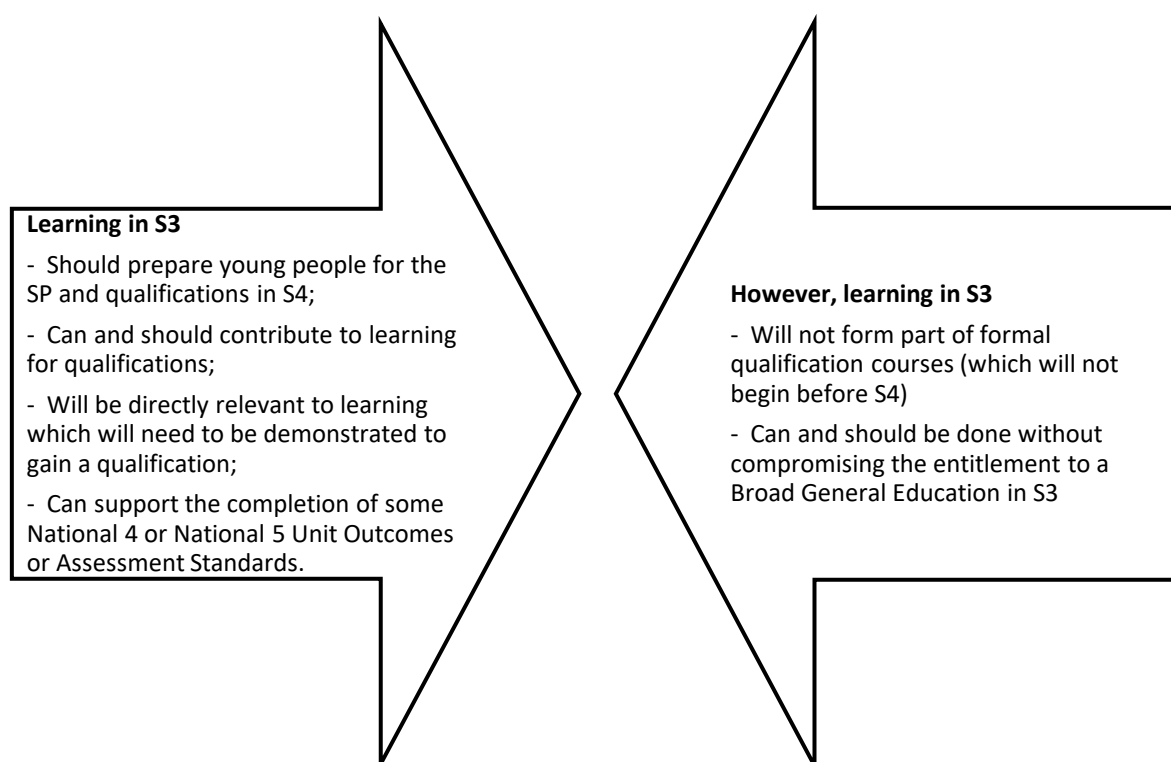 Learning in S3
- Should prepare young people for the
SP and qualifications in S4;
- Can and should contribute to learning
for qualifications;
- Will be directly relevant to learning
which will need to be demonstrated to
gain a qualification;
- Can support the completion of some
National 4 or National 5 Unit Outcomes
or Assessment Standards.
However, learning in S3
- Will not form part of formal
qualification courses (which will not
begin before S4)
- Can and should be done without
compromising the entitlement to a
Broad General Education in S3